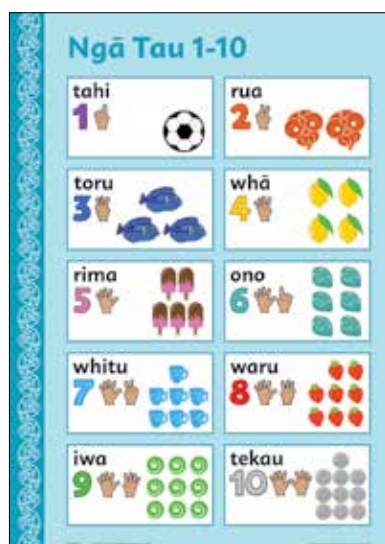 Ngā Tau 1-10
tahi
1
rua
2
toru
3
whā
4
rima
5
ono
6
whitu
7
waru
8
iwa
9
tekau
10